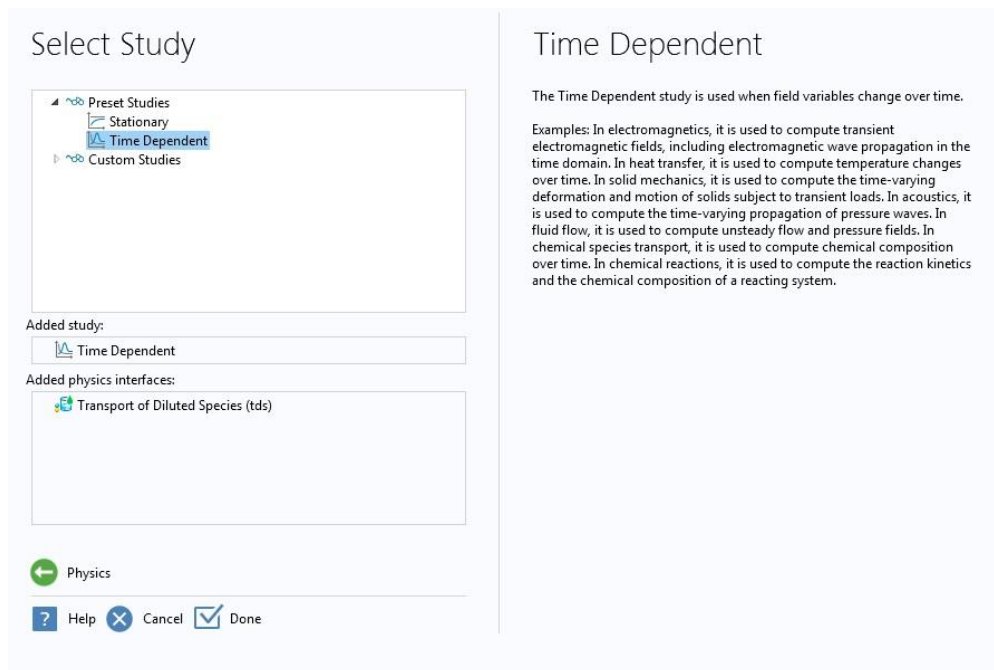 Select Study
Preset Studies
Stationary
Time Dependent
Custom Studies
Added study:
Time Dependent
Added physics interfaces:
Transport of Diluted Species (tds)
Physics
? Help Cancel Done
Time Dependent
The Time Dependent study is used when field variables change over time.
Examples: In electromagnetics, it is used to compute transient
electromagnetic fields, including electromagnetic wave propagation in the
time domain. In heat transfer, it is used to compute temperature changes
over time. In solid mechanics, it is used to compute the time-varying
deformation and motion of solids subject to transient loads. In acoustics, it
is used to compute the time-varying propagation of pressure waves. In
fluid flow, it is used to compute unsteady flow and pressure fields. In
chemical species transport, it is used to compute chemical composition
over time. In chemical reactions, it is used to compute the reaction kinetics
and the chemical composition of a reacting system.